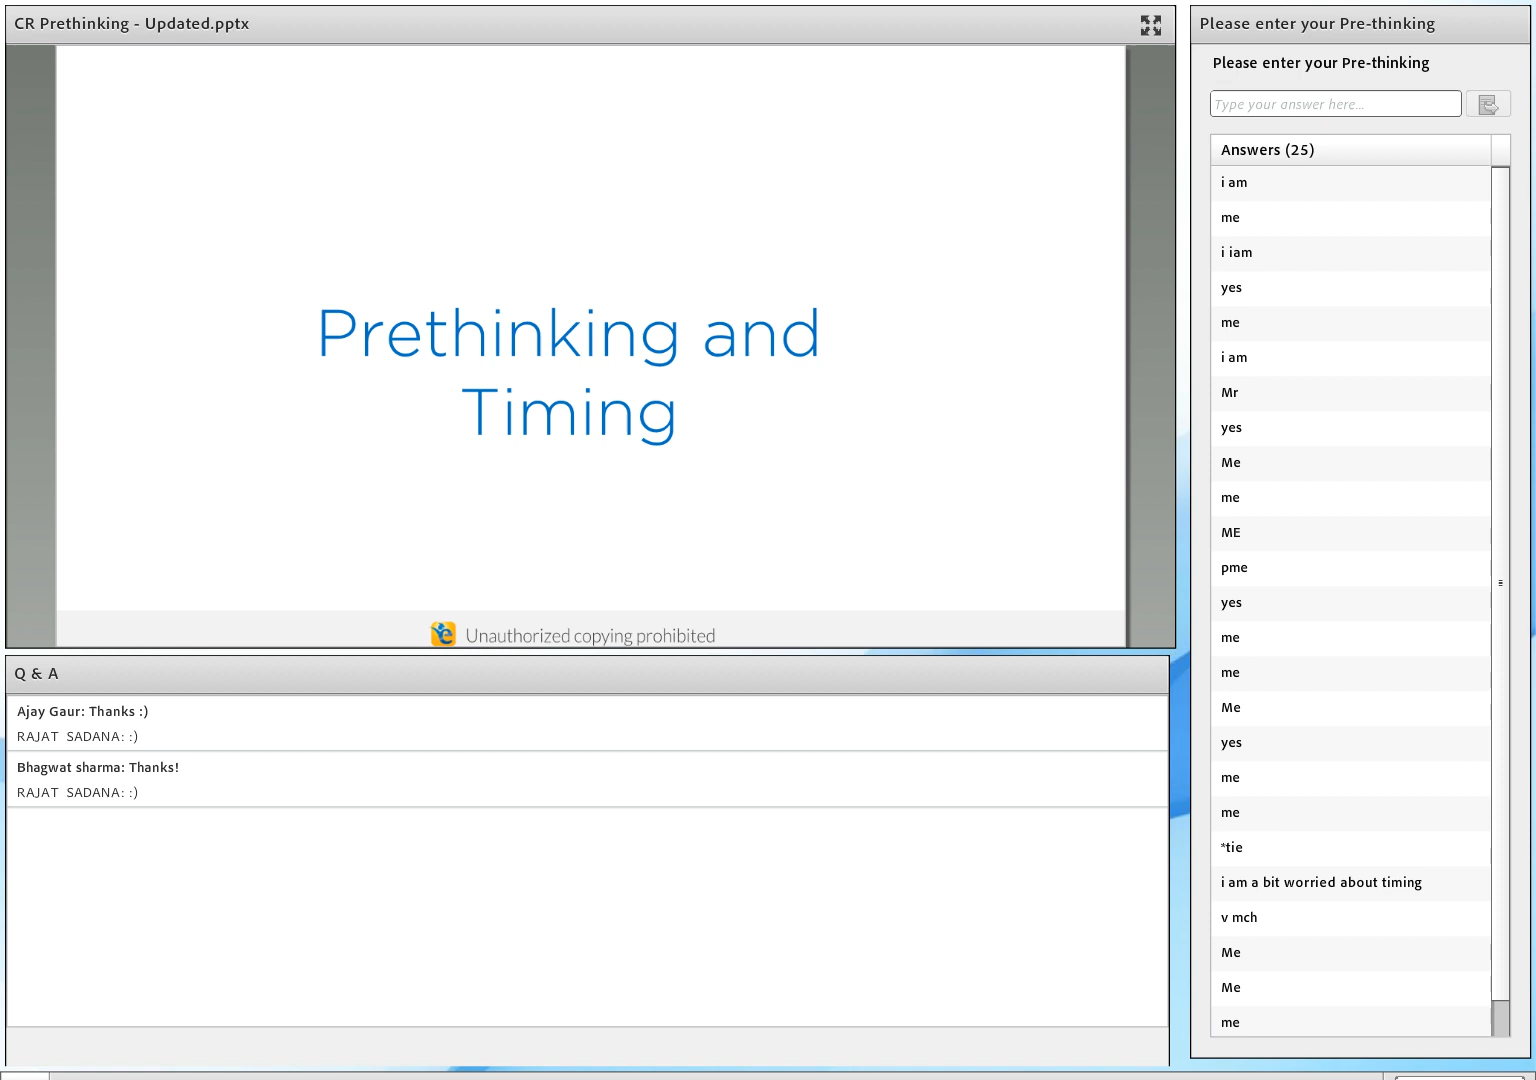 CR Prethinking - Updated.pptx
Prethinking and
Timing
Unauthorized copying prohibited
Q & A
Ajay Gaur: Thanks :)
RAJAT SADANA: :)
Bhagwat sharma: Thanks!
RAJAT SADANA: :)
Please enter your Pre-thinking
Please enter your Pre-thinking
Type your answer here...
Answers (25)
i am
me
i iam
yes
me
i am
Mr
yes
Me
me
ME
pme
yes
me
me
Me
yes
me
me
*tie
i am a bit worried about timing
v mch
Me
Me
me